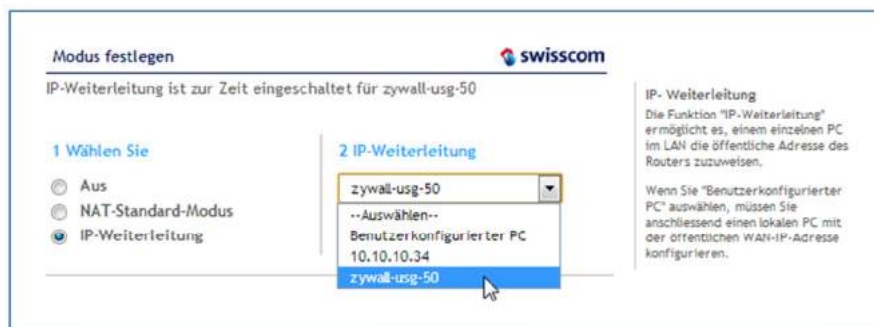 Modus festlegen
swisscom
IP-Weiterleitung ist zur Zeit eingeschaltet für zywall-usg-50
1 Wählen Sie
Aus
NAT-Standard-Modus
IP-Weiterleitung
2 IP-Weiterleitung
zywall-usg-50
--Auswählen--
Benutzerkonfigurierter PC
10.10.10.34
zywall-usg-50
IP- Weiterleitung
Die Funktion "IP-Weiterleitung"
ermöglicht es, einem einzelnen PC
im LAN die öffentliche Adresse des
Routers zuzuweisen.
Wenn Sie "Benutzerkonfigurierter
PC" auswählen, müssen Sie
anschliessend einen lokalen PC mit
der öffentlichen WAN-IP-Adresse
konfigurieren.